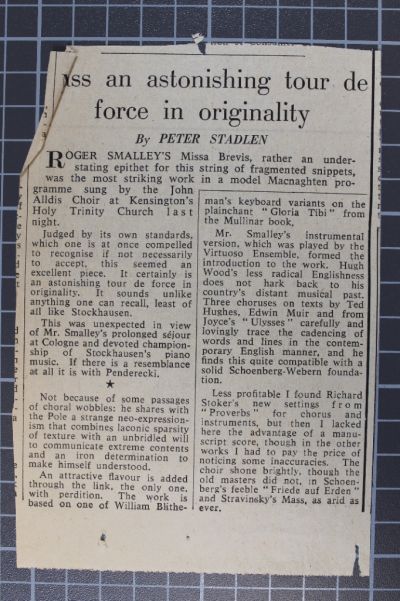 ass an astonishing tour de
force in originality
By PETER STADLEN
ROGER SMALLEY'S Missa Brevis, rather an under-
stating epithet for this string of fragmented snippets,
was the most striking work in a model Macnaghten pro-
gramme sung by the John
Alldis Choir at Kensington's
Holy Trinity Church last
night.
Judged by its own standards,
which one is at once compelled
to recognise if not necessarily
to accept, this seemed an
excellent piece. It certainly is
an astonishing tour de force in
originality. It sounds unlike
anything one can recall, least of
all like Stockhausen.
This was unexpected in view
of Mr. Smalley's prolonged séjour
at Cologne and devoted champion-
ship of Stockhausen's piano
music. If there is a resemblance
at all it is with Penderecki.
★
Not because of some passages
of choral wobbles: he shares with
the Pole a strange neo-expression-
ism that combines laconic sparsity
of texture with an unbridled will
to communicate extreme contents
and an iron determination to
make himself understood.
An attractive flavour is added
through the link, the only one,
with perdition. The work is
based on one of William Blithe-
man's keyboard variants on the
plainchant "Gloria Tibi" from
the Mullinar book,
Mr. Smalley's instrumental
version, which was played by the
Virtuoso Ensemble, formed the
introduction to the work. Hugh
Wood's less radical Englishness
does not hark back to his
country's distant musical past.
Three choruses on texts by Ted
Hughes, Edwin Muir and from
Joyce's "Ulysses" carefully and
lovingly trace the cadencing of
words and lines in the contem-
porary English manner, and he
finds this quite compatible with a
solid Schoenberg-Webern founda-
tion.
Less profitable I found Richard
Stoker's new settings from
"Proverbs" for chorus and
instruments, but then I lacked
here the advantage of a manu-
script score, though in the other
works I had to pay the price of
noticing some inaccuracies. The
choir shone brightly, though the
old masters did not, in Schoen-
berg's feeble "Friede auf Erden"
and Stravinsky's Mass, as arid as
ever.